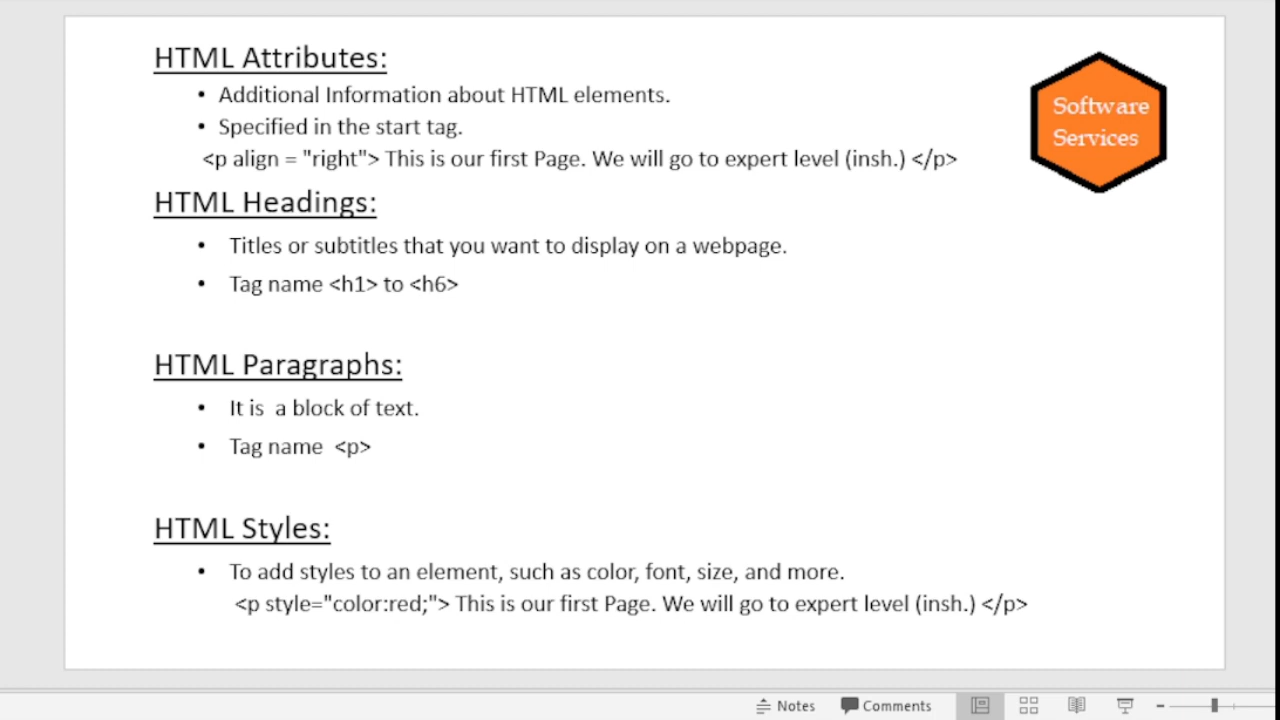 HTML Attributes:
• Additional Information about HTML elements.
• Specified in the start tag.
<p align = "right"> This is our first Page. We will go to expert level (insh.) </p>
Software
Services
HTML Headings:
• Titles or subtitles that you want to display on a webpage.
• Tag name <h1> to <h6>
HTML Paragraphs:
• It is  a block of text.
• Tag name  <p>
HTML Styles:
• To add styles to an element, such as color, font, size, and more.
<p style="color:red;"> This is our first Page. We will go to expert level (insh.) </p>
Notes Comments